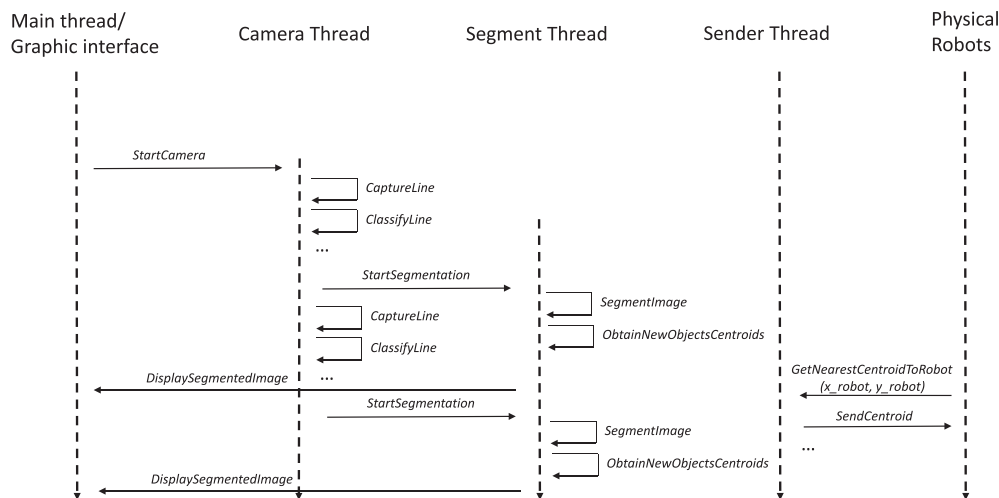 Main thread/
Graphic interface
Camera Thread
Segment Thread
Sender Thread
Physical
Robots
StartCamera
CaptureLine
ClassifyLine
...
StartSegmentation
SegmentImage
CaptureLine
ObtainNewObjectsCentroids
ClassifyLine
...
DisplaySegmentedImage
GetNearestCentroidToRobot
(x_robot, y_robot)
StartSegmentation
SendCentroid
SegmentImage
...
ObtainNewObjectsCentroids
DisplaySegmentedImage